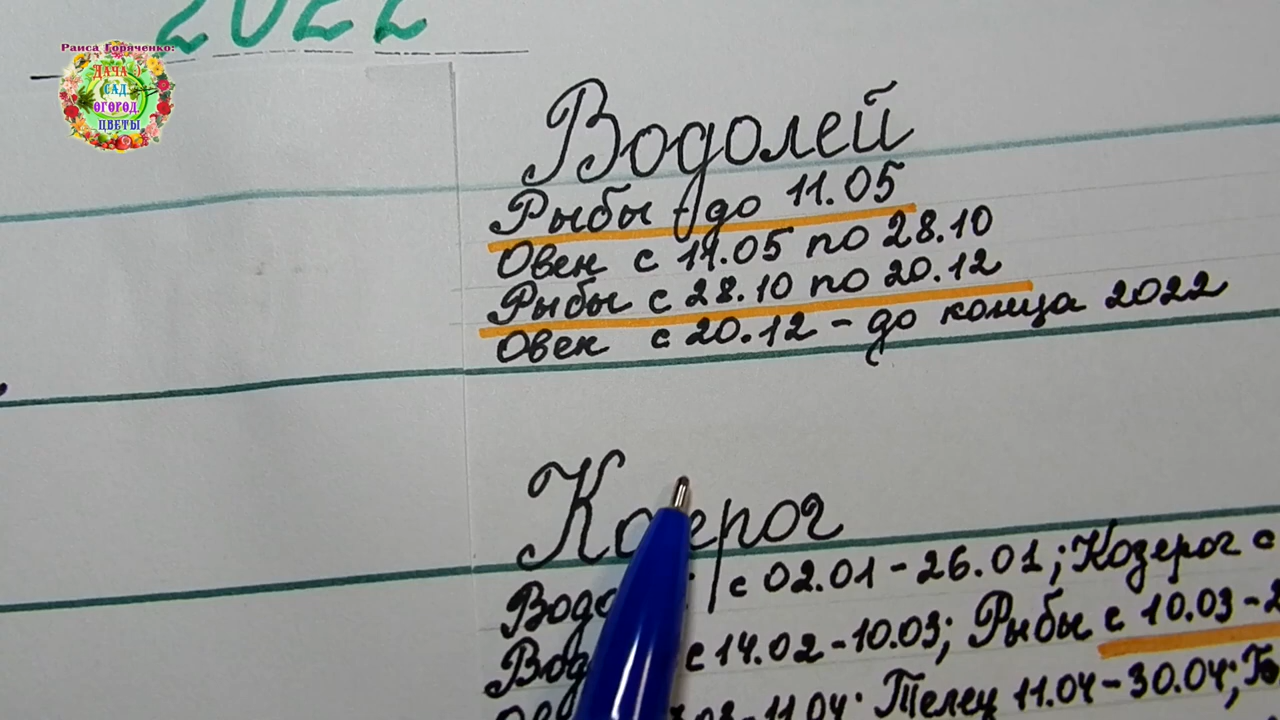 2022
Раиса Горяченко:
Дача :)
сад,
огород,
цветы
Водолей
Рыбы - до 11.05
Овен с 11.05 по 28.10
Рыбы с 28.10 по 20.12
Овен с 20.12 - до конца 2022
Козерог
с 02.01 - 26.01; Козерог с
с 14.02 - 10.03; Рыбы с 10.03 - 2
11.04; Телец 11.04 - 30.04;